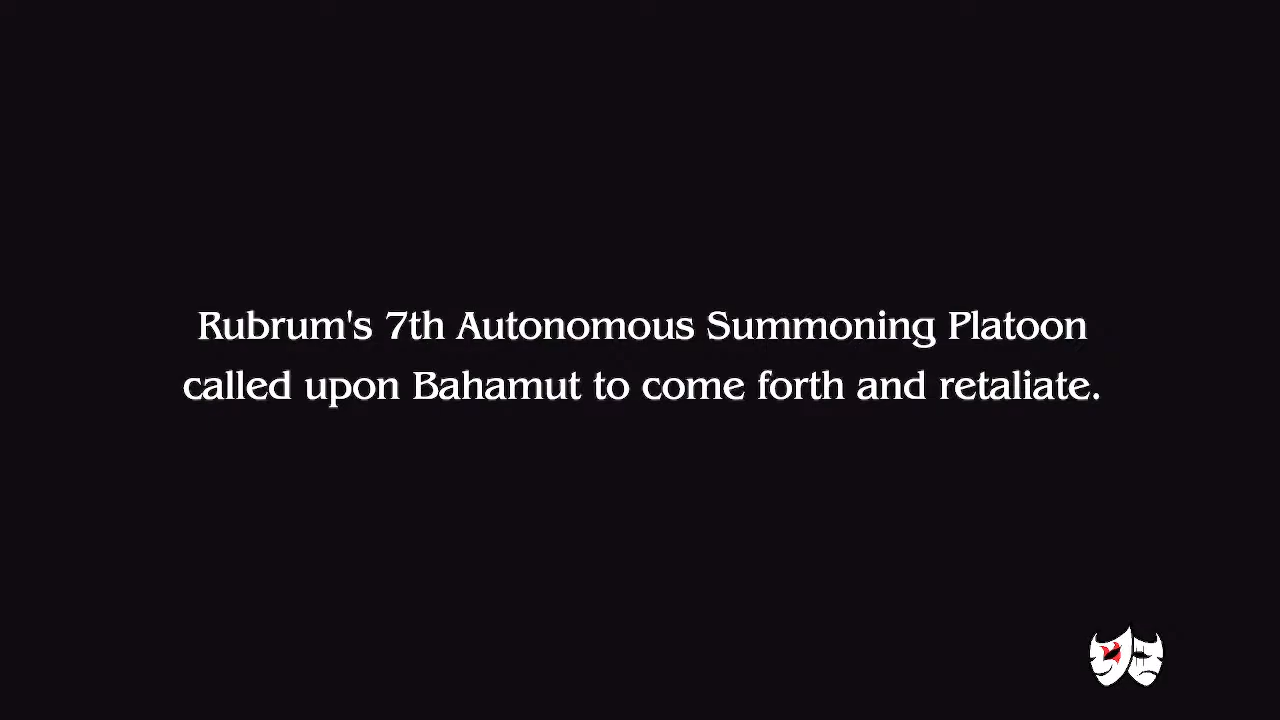 Rubrum's 7th Autonomous Summoning Platoon
called upon Bahamut to come forth and retaliate.